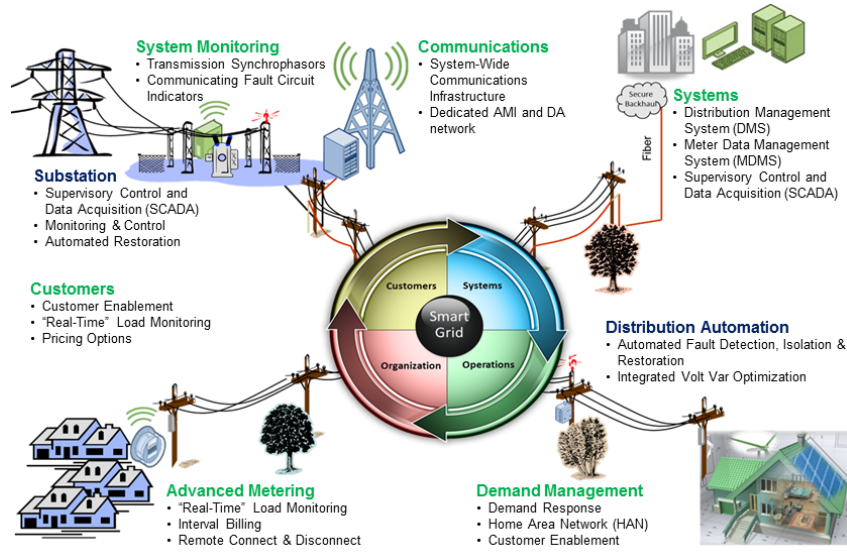 System Monitoring
• Transmission Synchrophasors
• Communicating Fault Circuit
Indicators
Communications
• System-Wide
Communications
Infrastructure
• Dedicated AMI and DA
network
Secure
Backhaul
Fiber
Systems
• Distribution Management
System (DMS)
• Meter Data Management
System (MDMS)
• Supervisory Control and
Data Acquisition (SCADA)
Substation
• Supervisory Control and
Data Acquisition (SCADA)
• Monitoring & Control
• Automated Restoration
Customers
• Customer Enablement
• “Real-Time” Load Monitoring
• Pricing Options
Customers
Systems
Smart
Grid
Organization
Operations
Distribution Automation
• Automated Fault Detection, Isolation &
Restoration
• Integrated Volt Var Optimization
Advanced Metering
• “Real-Time” Load Monitoring
• Interval Billing
• Remote Connect & Disconnect
Demand Management
• Demand Response
• Home Area Network (HAN)
• Customer Enablement